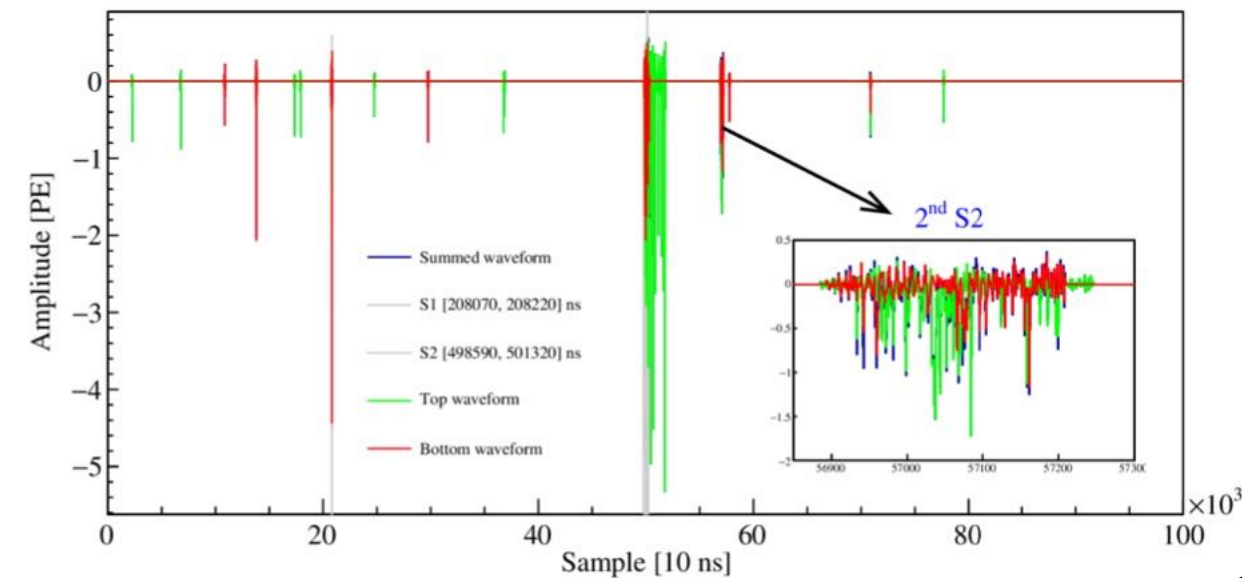 Amplitude [PE]
0
−1
−2
−3
−4
−5
Summed waveform
S1 [208070, 208220] ns
S2 [498590, 501320] ns
Top waveform
Bottom waveform
2nd S2
0.5
0
−0.5
−1
−1.5
−2
56900 57000 57100 57200
0 20 40 60 80 100
×10³
Sample [10 ns]